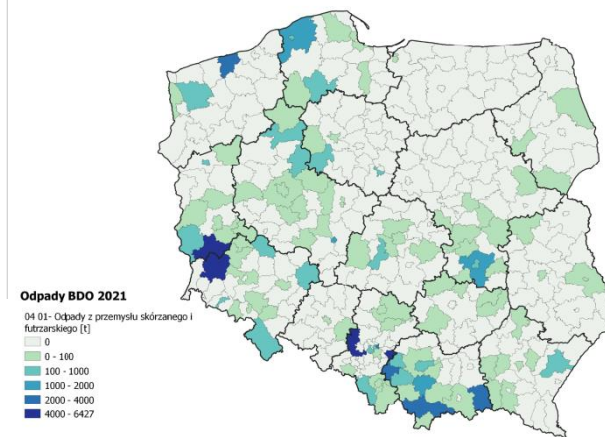 Odpady BDO 2021
04 01- Odpady z przemysłu skórzanego i
futrzarskiego [t]
0
0 - 100
100 - 1000
1000 - 2000
2000 - 4000
4000 - 6427